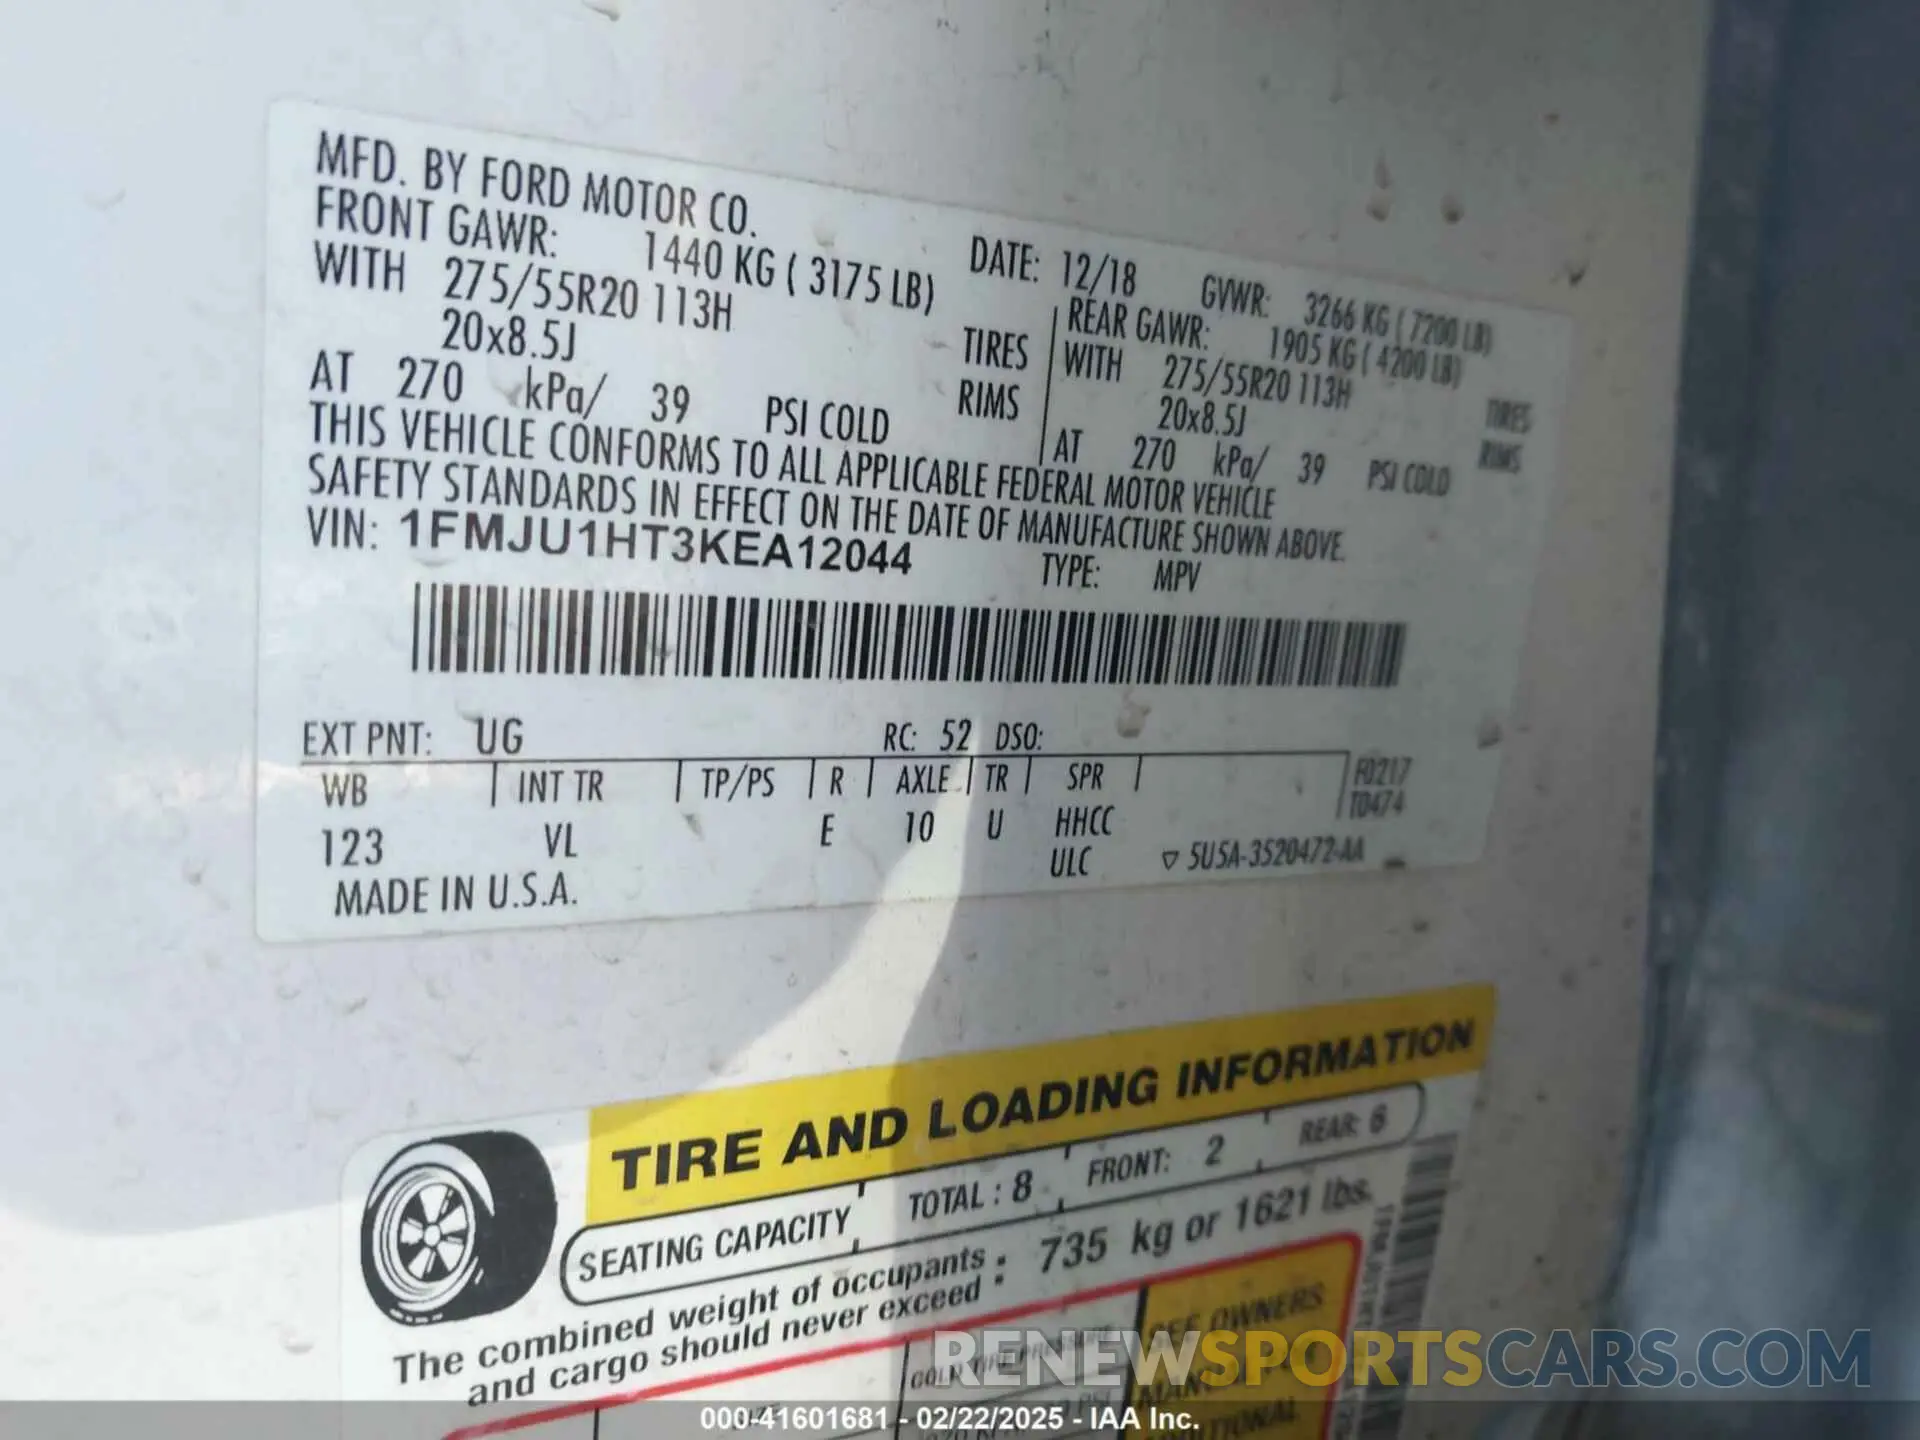 MFD. BY FORD MOTOR CO. DATE: 12/18 GVWR: 3266 KG ( 7200 LB)
FRONT GAWR: 1440 KG ( 3175 LB) REAR GAWR: 1905 KG ( 4200 LB)
WITH 275/55R20 113H TIRES WITH 275/55R20 113H TIRES
20x8.5J RIMS 20x8.5J RIMS
AT 270 kPa/ 39 PSI COLD AT 270 kPa/ 39 PSI COLD
THIS VEHICLE CONFORMS TO ALL APPLICABLE FEDERAL MOTOR VEHICLE
SAFETY STANDARDS IN EFFECT ON THE DATE OF MANUFACTURE SHOWN ABOVE.
VIN: 1FMJU1HT3KEA12044 TYPE: MPV
EXT PNT: UG RC: 52 DSO:
WB INT TR TP/PS R AXLE TR SPR F0217
T0474
123 VL E 10 U HHCC
ULC ▽ 5U5A-3520472-AA
MADE IN U.S.A.
TIRE AND LOADING INFORMATION
SEATING CAPACITY TOTAL : 8 FRONT: 2 REAR: 6
The combined weight of occupants : 735 kg or 1621 lbs.
and cargo should never exceed
COLD TIRE PRESSURE SEE OWNERS
RENEWSPORTSCARS.COM
000-41601681 - 02/22/2025 - IAA Inc.